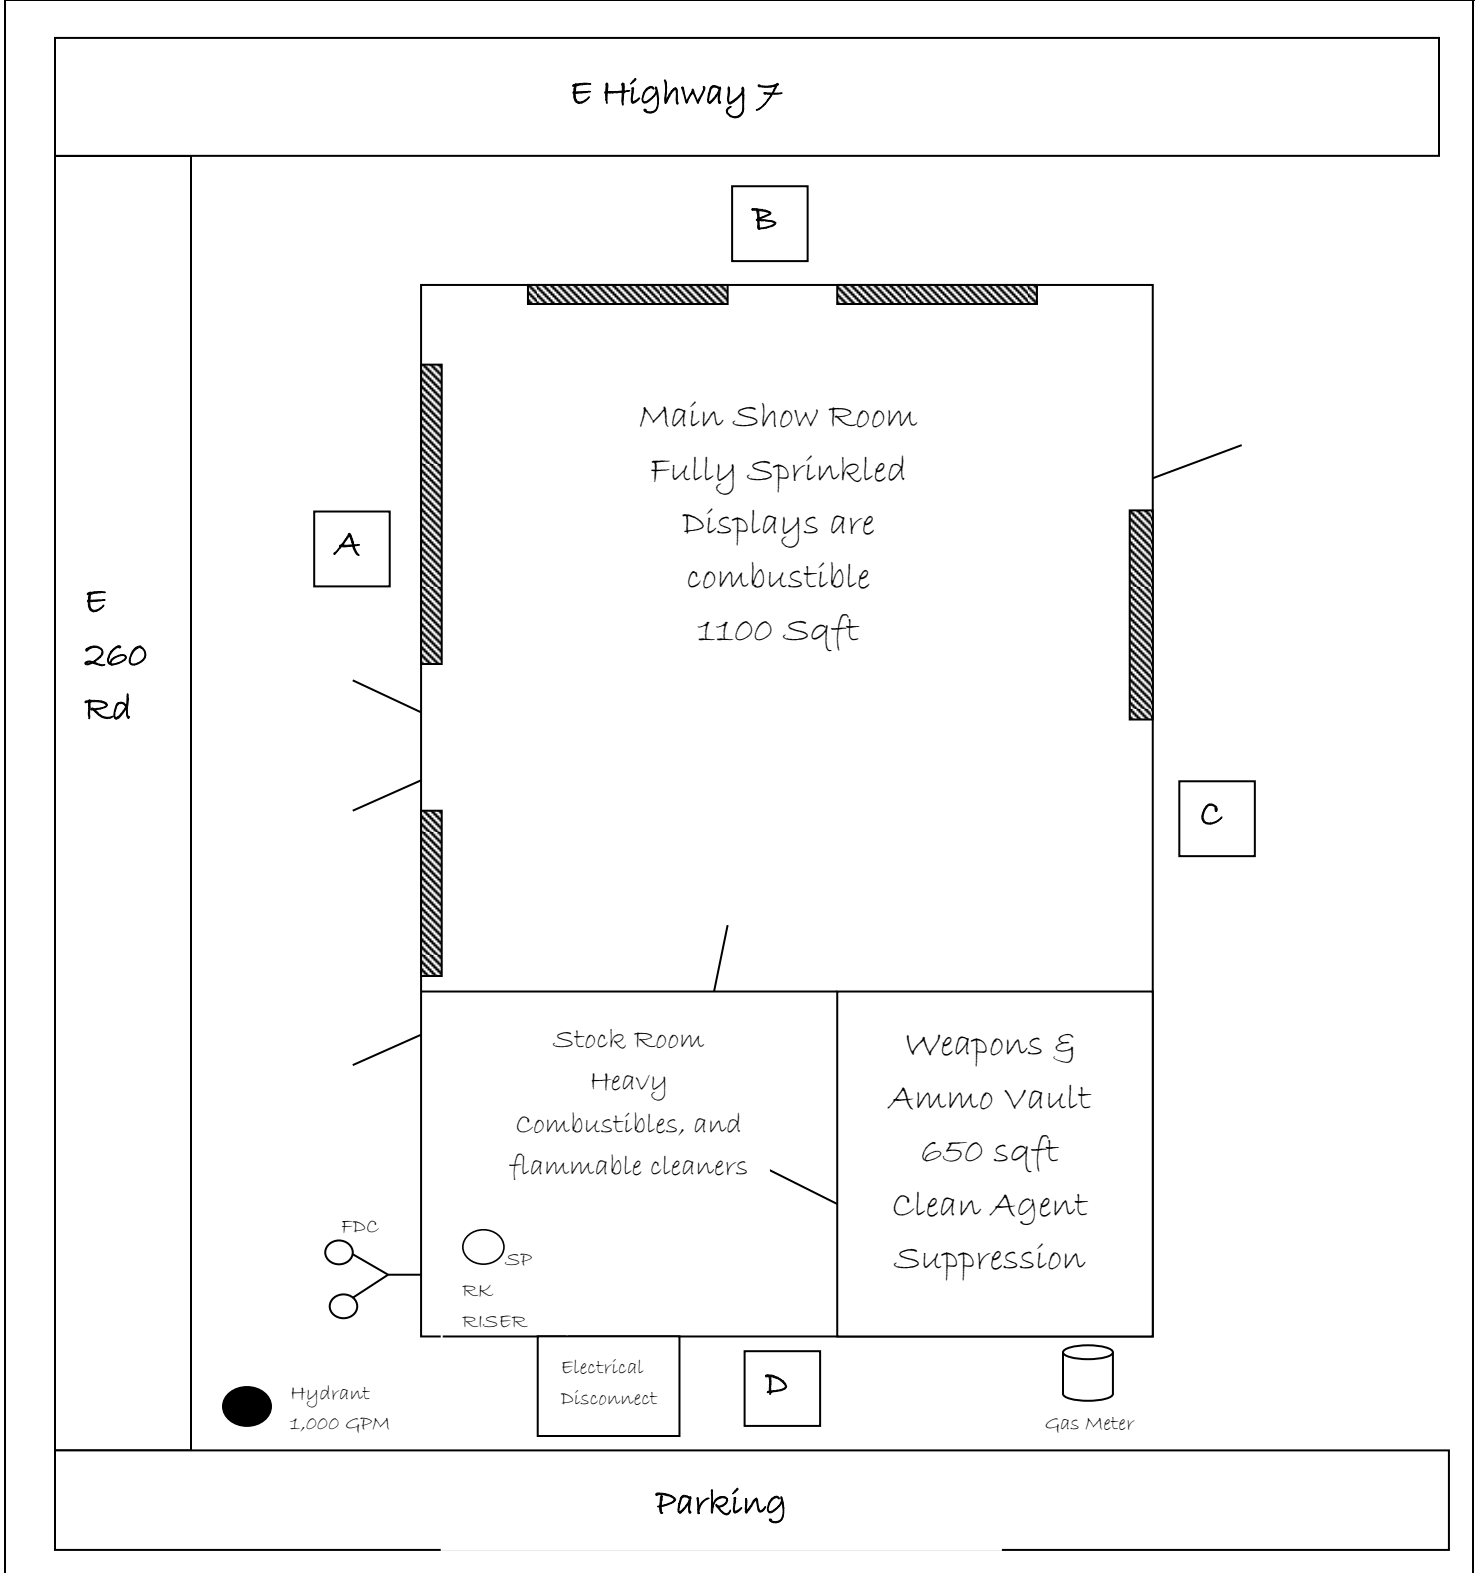 E Highway 7
B
Main Show Room
Fully Sprinkled
Displays are
combustible
1100 Sqft
A
E
260
Rd
C
Stock Room
Heavy
Combustibles, and
flammable cleaners
Weapons &
Ammo Vault
650 sqft
Clean Agent
Suppression
FDC
SP
RK
RISER
Electrical
Disconnect
D
Hydrant
1,000 GPM
Gas Meter
Parking